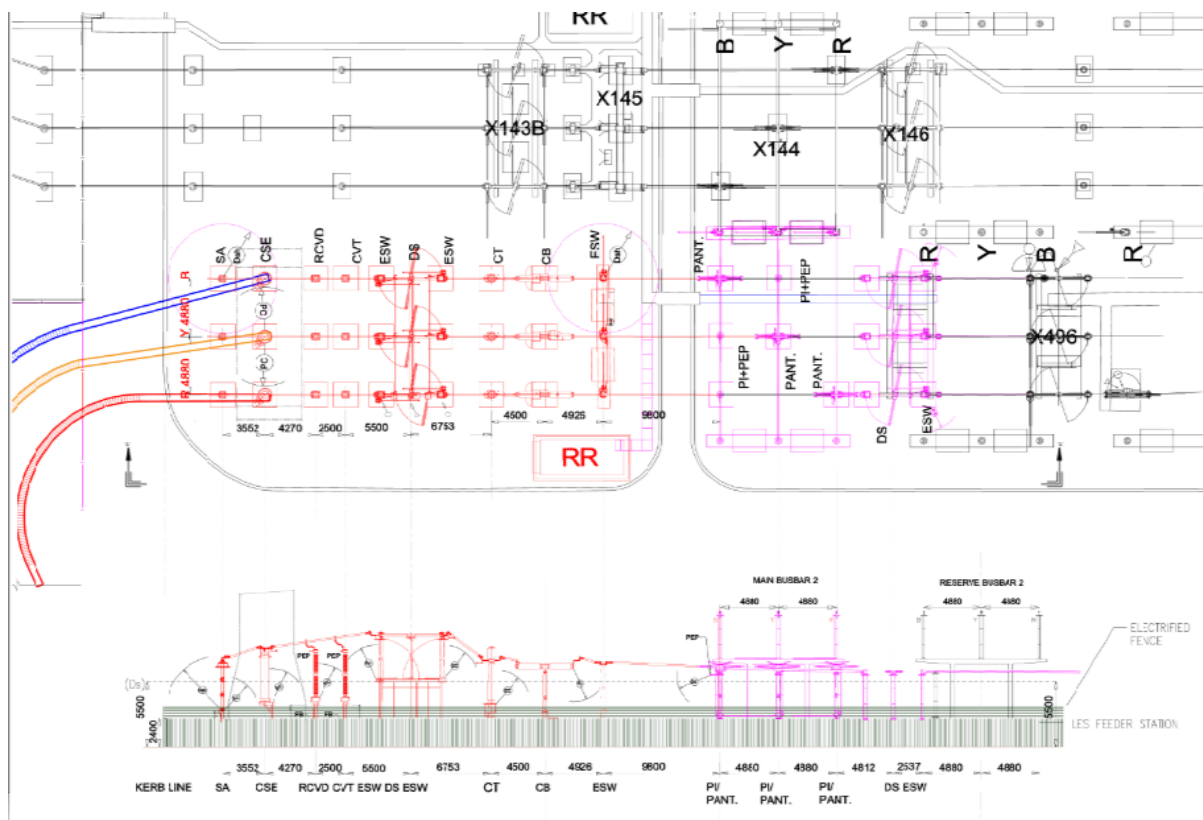 RR
B
Y
R
X143B
X145
X144
X146
SA
Dsh
CSE
RCVD
CVT
ESW
DS
ESW
CT
CB
ESW
PANT.
PI+PEP
R
Y
B
R
R
Y 4880
R 4880
PC
PC
PI+PEP
PANT.
PANT.
X496
DS
ESW
3552
4270
2500
5500
6753
4500
4925
9800
RR
MAIN BUSBAR 2
RESERVE BUSBAR 2
4880
4880
4880
4880
ELECTRIFIED
FENCE
PEP
PEP
PEP
(Ds)
5500
2400
5500
LES FEEDER STATION
3552
4270
2500
5500
6753
4500
4926
9800
4880
4880
4812
2537
4880
4880
KERB LINE
SA
CSE
RCVD
CVT
ESW
DS
ESW
CT
CB
ESW
PI/
PANT.
PI/
PANT.
PI/
PANT.
DS
ESW